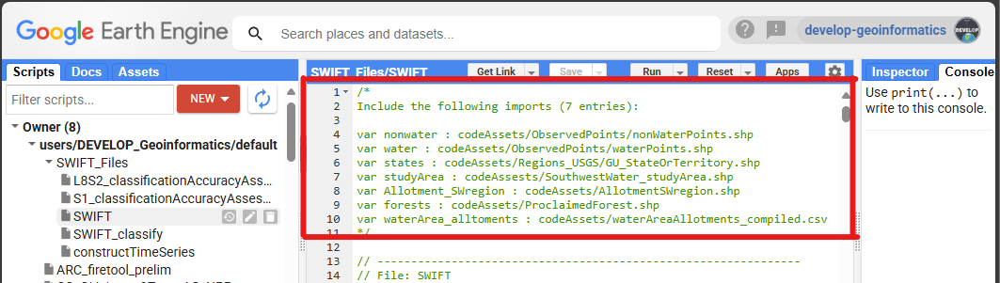 Google Earth Engine
Search places and datasets...
develop-geoinformatics
DEVELOP
Scripts Docs Assets
Filter scripts...
NEW
Owner (8)
users/DEVELOP_Geoinformatics/default
SWIFT_Files
L8S2_classificationAccuracyAss...
S1_classificationAccuracyAsses...
SWIFT
SWIFT_classify
constructTimeSeries
ARC_firetool_prelim
SWIFT_Files/SWIFT
Get Link Save Run Reset Apps
1 /*
2 Include the following imports (7 entries):
3
4 var nonwater : codeAssets/ObservedPoints/nonWaterPoints.shp
5 var water : codeAssets/ObservedPoints/waterPoints.shp
6 var states : codeAssets/Regions_USGS/GU_StateOrTerritory.shp
7 var studyArea : codeAssests/SouthwestWater_studyArea.shp
8 var Allotment_SWregion : codeAssets/AllotmentSWregion.shp
9 var forests : codeAssets/ProclaimedForest.shp
10 var waterArea_alltoments : codeAssets/waterAreaAllotments_compiled.csv
11 */
12
13 // ---------------------------------------------------------------
14 // File: SWIFT
Inspector Console
Use print(...) to
write to this console.